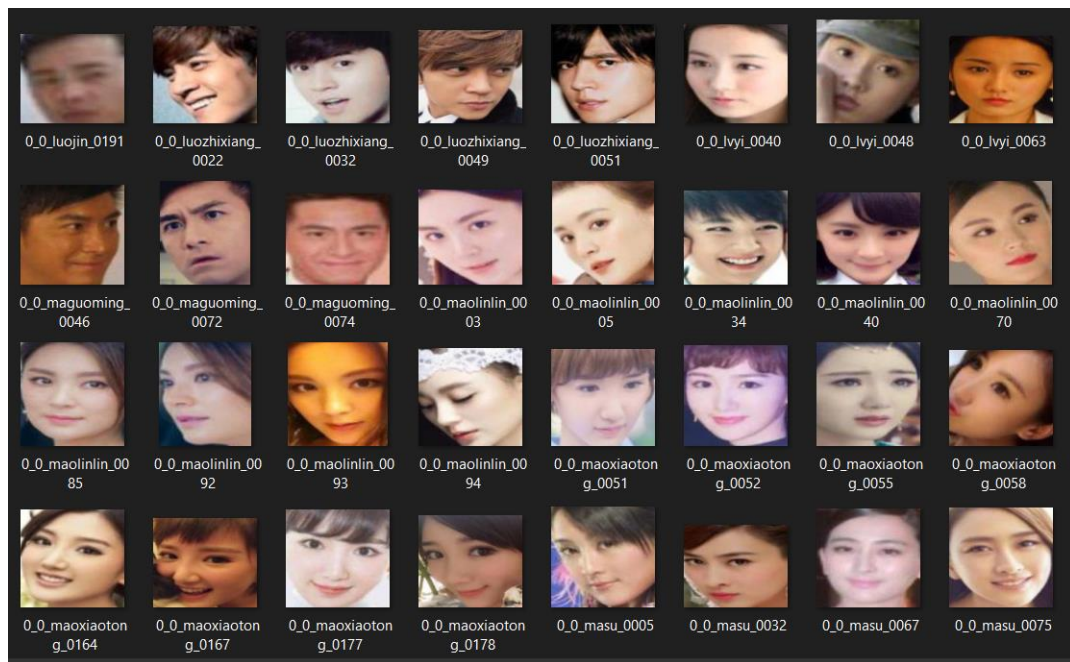 0_0_luojin_0191
0_0_luozhixiang_
0022
0_0_luozhixiang_
0032
0_0_luozhixiang_
0049
0_0_luozhixiang_
0051
0_0_lvyi_0040
0_0_lvyi_0048
0_0_lvyi_0063
0_0_maguoming_
0046
0_0_maguoming_
0072
0_0_maguoming_
0074
0_0_maolinlin_00
03
0_0_maolinlin_00
05
0_0_maolinlin_00
34
0_0_maolinlin_00
40
0_0_maolinlin_00
70
0_0_maolinlin_00
85
0_0_maolinlin_00
92
0_0_maolinlin_00
93
0_0_maolinlin_00
94
0_0_maoxiaoton
g_0051
0_0_maoxiaoton
g_0052
0_0_maoxiaoton
g_0055
0_0_maoxiaoton
g_0058
0_0_maoxiaoton
g_0164
0_0_maoxiaoton
g_0167
0_0_maoxiaoton
g_0177
0_0_maoxiaoton
g_0178
0_0_masu_0005
0_0_masu_0032
0_0_masu_0067
0_0_masu_0075